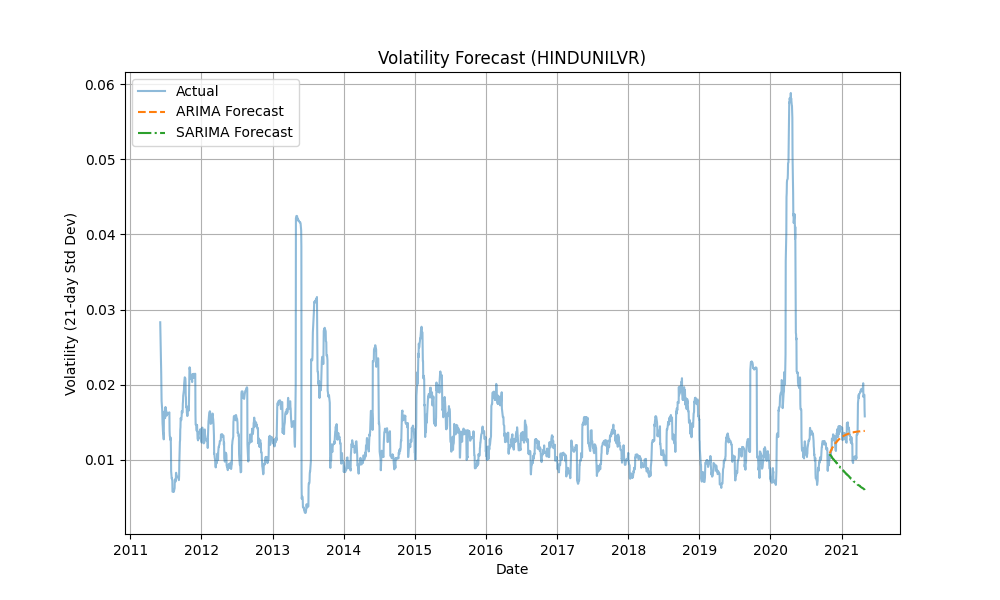 Volatility Forecast (HINDUNILVR)
Actual
ARIMA Forecast
SARIMA Forecast
0.06
0.05
0.04
0.03
0.02
0.01
Volatility (21-day Std Dev)
2011 2012 2013 2014 2015 2016 2017 2018 2019 2020 2021
Date